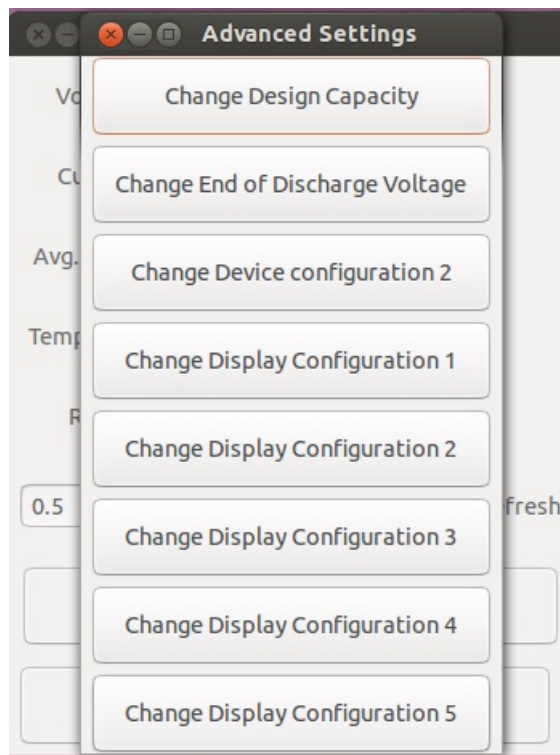 Advanced Settings
Change Design Capacity
Change End of Discharge Voltage
Change Device configuration 2
Avg.
Change Display Configuration 1
Change Display Configuration 2
0.5
Change Display Configuration 3
Change Display Configuration 4
Change Display Configuration 5